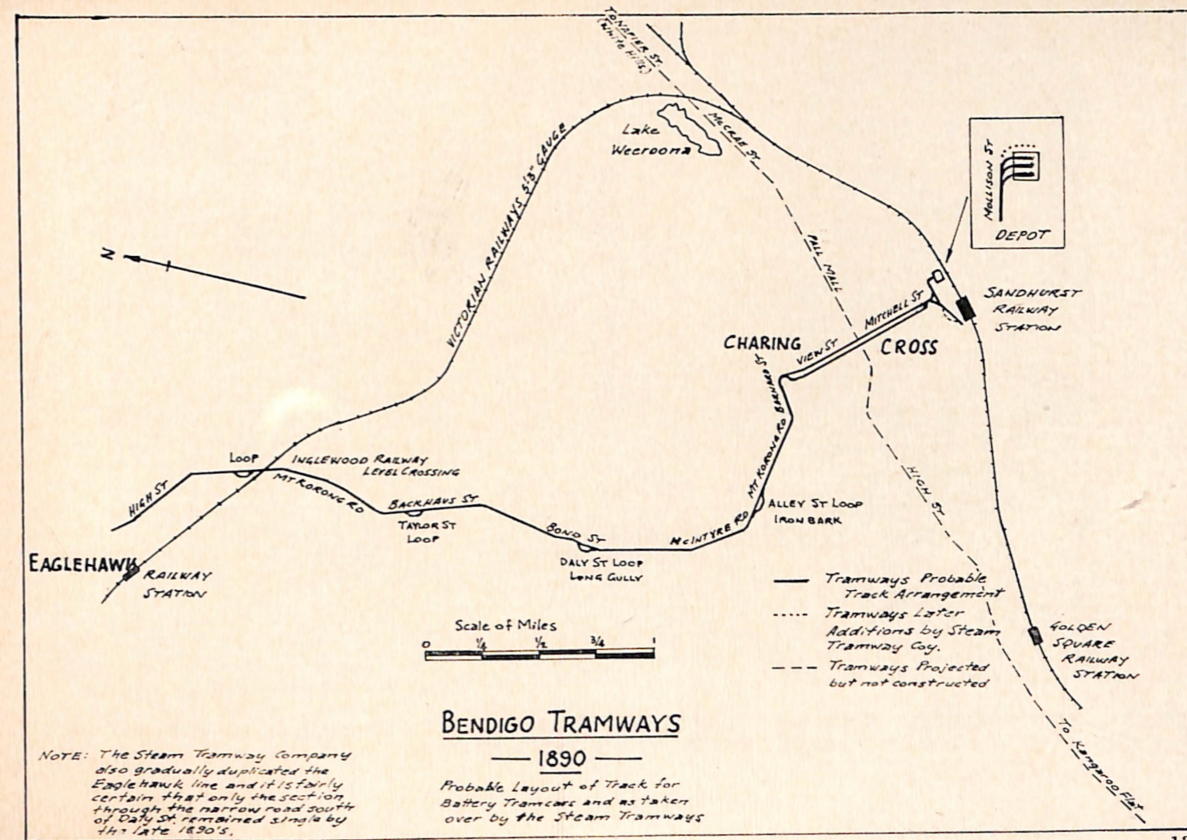 TO NAPIER ST.
(White Hills)
McCRAE ST
Lake
Weeroona
VICTORIAN RAILWAYS 5'3" GAUGE
N
MOLLISON ST
DEPOT
PALL MALL
MITCHELL ST
SANDHURST
RAILWAY
STATION
CHARING
CROSS
VIEW ST
BARNARD ST
MT KORONG RD
LOOP
INGLEWOOD RAILWAY
LEVEL CROSSING
HIGH ST
MT KORONG RD
BACKHAUS ST
TAYLOR ST
LOOP
BOND ST
McINTYRE RD
ALLEY ST LOOP
IRON BARK
HIGH ST
DALY ST LOOP
LONG GULLY
EAGLEHAWK
RAILWAY
STATION
Tramways Probable
Track Arrangement
Tramways Later
Additions by Steam
Tramway Coy.
Tramways Projected
but not constructed
GOLDEN
SQUARE
RAILWAY
STATION
To Kangaroo Flat
Scale of Miles
0 1/4 1/2 3/4 1
BENDIGO TRAMWAYS
— 1890 —
Probable Layout of Track for
Battery Tramcars and as taken
over by the Steam Tramways
NOTE: The Steam Tramway Company
also gradually duplicated the
Eaglehawk line and it is fairly
certain that only the section
through the narrow road south
of Daly St. remained single by
the late 1890's.